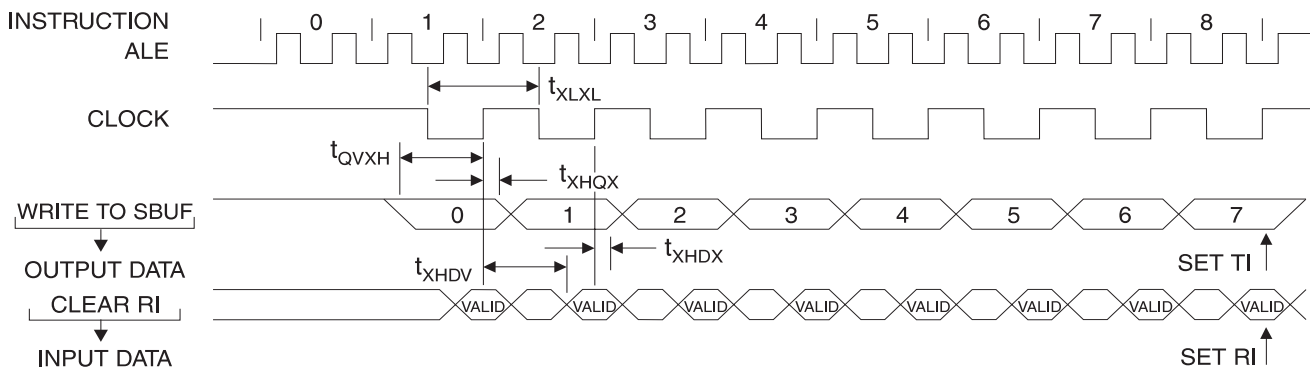 INSTRUCTION 0 1 2 3 4 5 6 7 8
ALE
tXLXL
CLOCK
tQVXH
tXHQX
WRITE TO SBUF 0 1 2 3 4 5 6 7
tXHDX
OUTPUT DATA SET TI
tXHDV
CLEAR RI VALID VALID VALID VALID VALID VALID VALID VALID
INPUT DATA SET RI